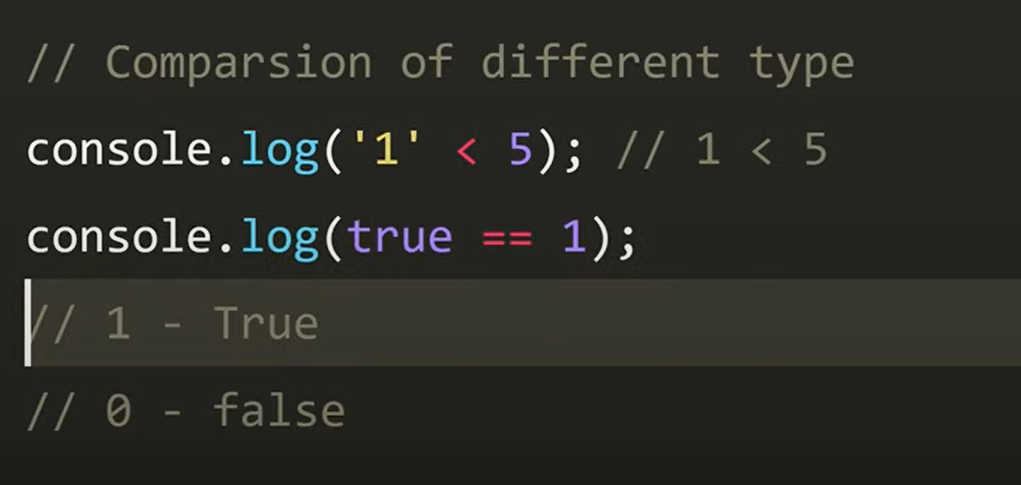 // Comparsion of different type
console.log('1' < 5); // 1 < 5
console.log(true == 1);
// 1 - True
// 0 - false